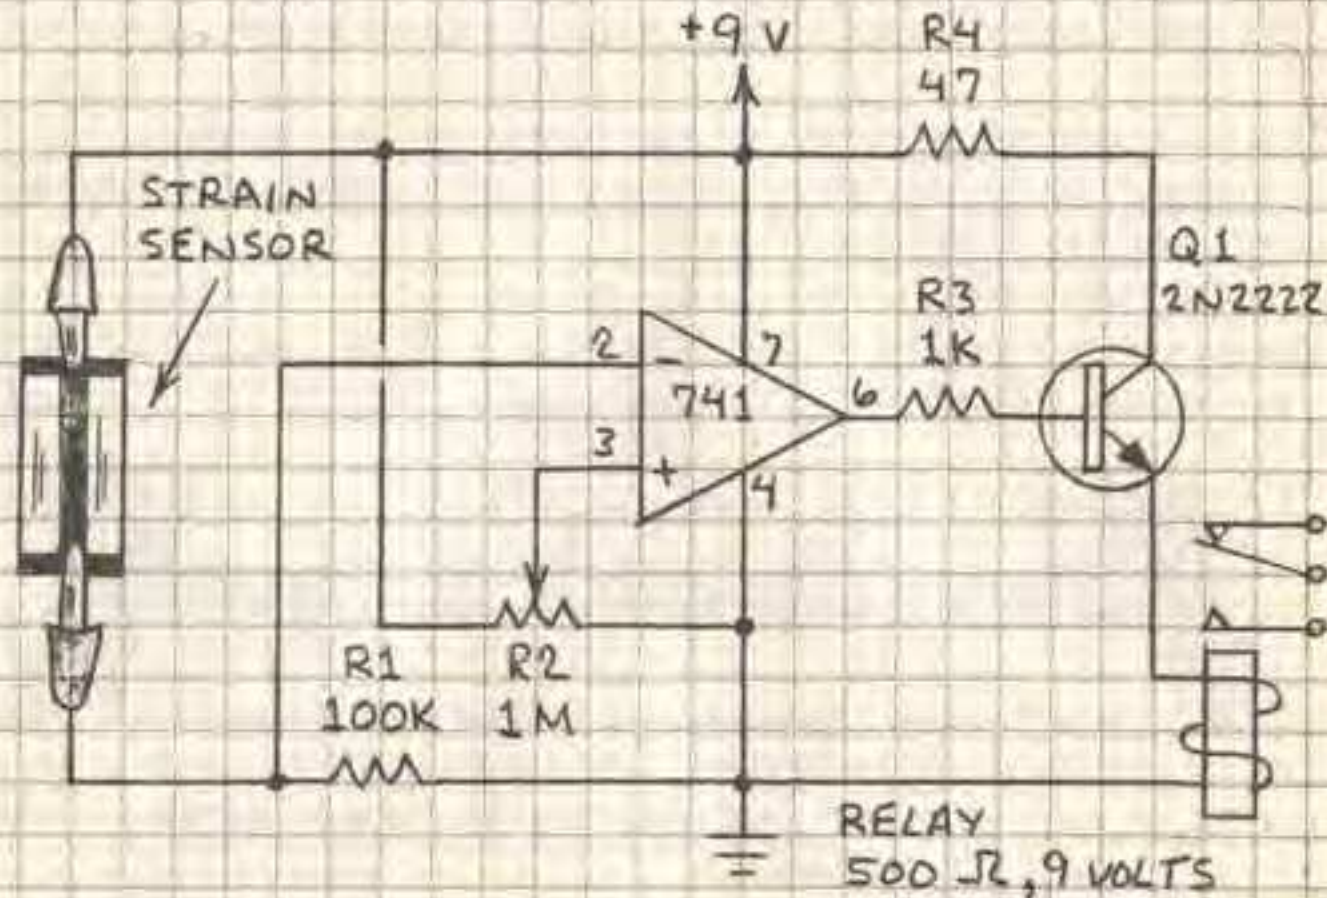 +9 V
R4
47
STRAIN
SENSOR
Q1
2N2222
R3
1K
2
-
7
741
6
3
+
4
R1
100K
R2
1M
RELAY
500 Ω, 9 VOLTS